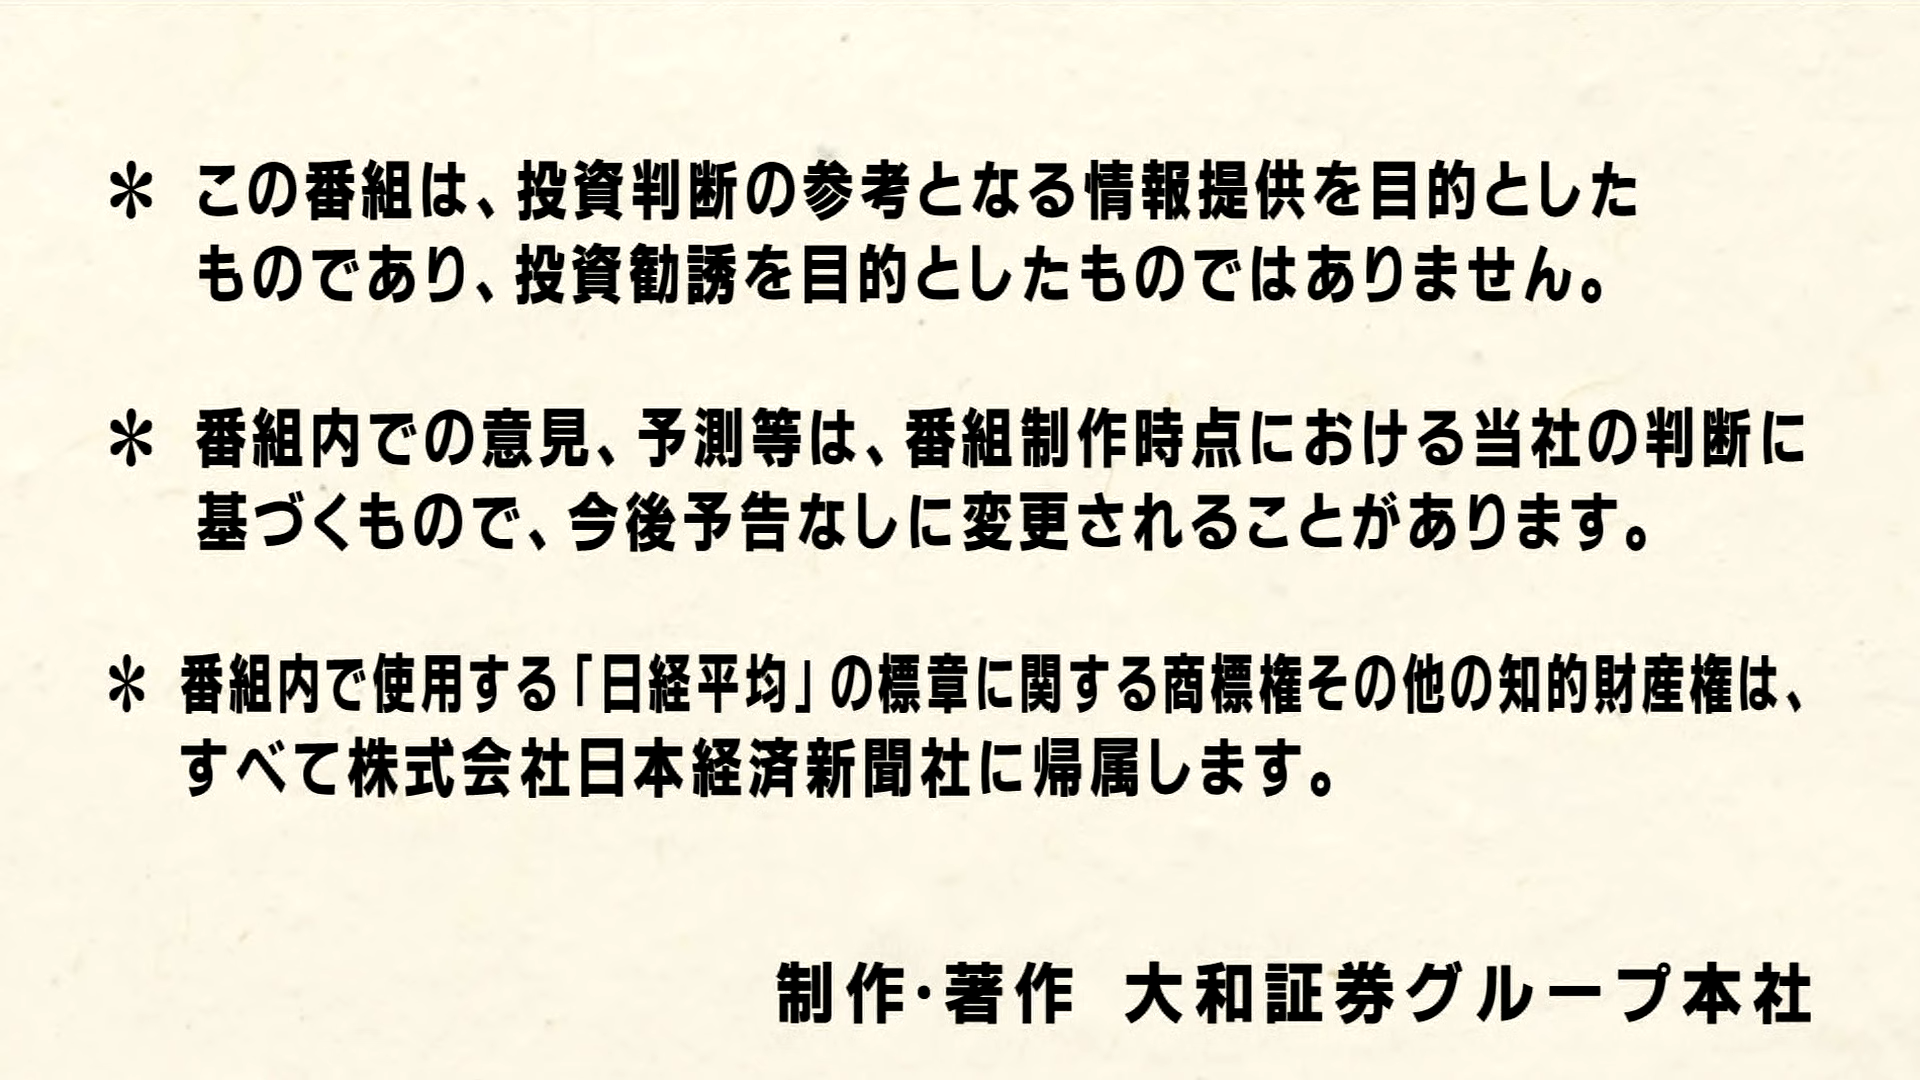 ＊ この番組は、投資判断の参考となる情報提供を目的とした
ものであり、投資勧誘を目的としたものではありません。
＊ 番組内での意見、予測等は、番組制作時点における当社の判断に
基づくもので、今後予告なしに変更されることがあります。
＊ 番組内で使用する「日経平均」の標章に関する商標権その他の知的財産権は、
すべて株式会社日本経済新聞社に帰属します。
制作・著作 大和証券グループ本社